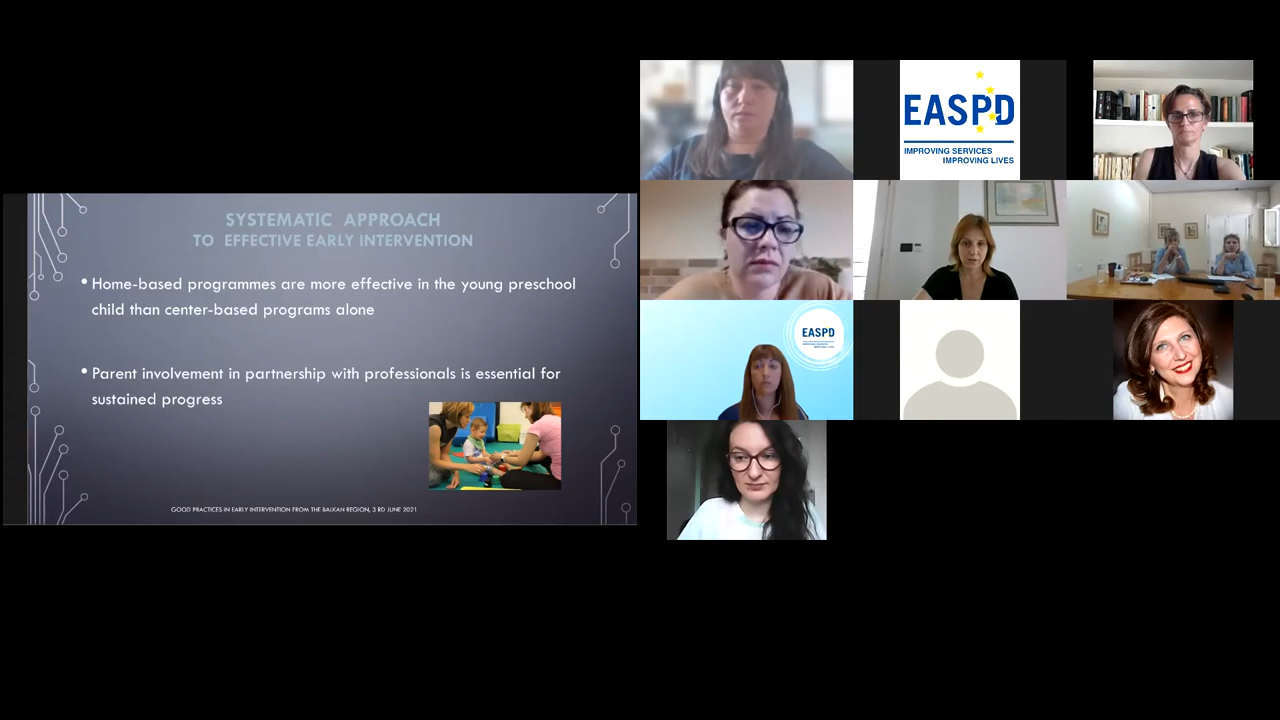 SYSTEMATIC APPROACH
TO EFFECTIVE EARLY INTERVENTION
• Home-based programmes are more effective in the young preschool
child than center-based programs alone
• Parent involvement in partnership with professionals is essential for
sustained progress
GOOD PRACTICES IN EARLY INTERVENTION FROM THE BALKAN REGION, 3 RD JUNE 2021
EASPD
IMPROVING SERVICES
IMPROVING LIVES
EASPD